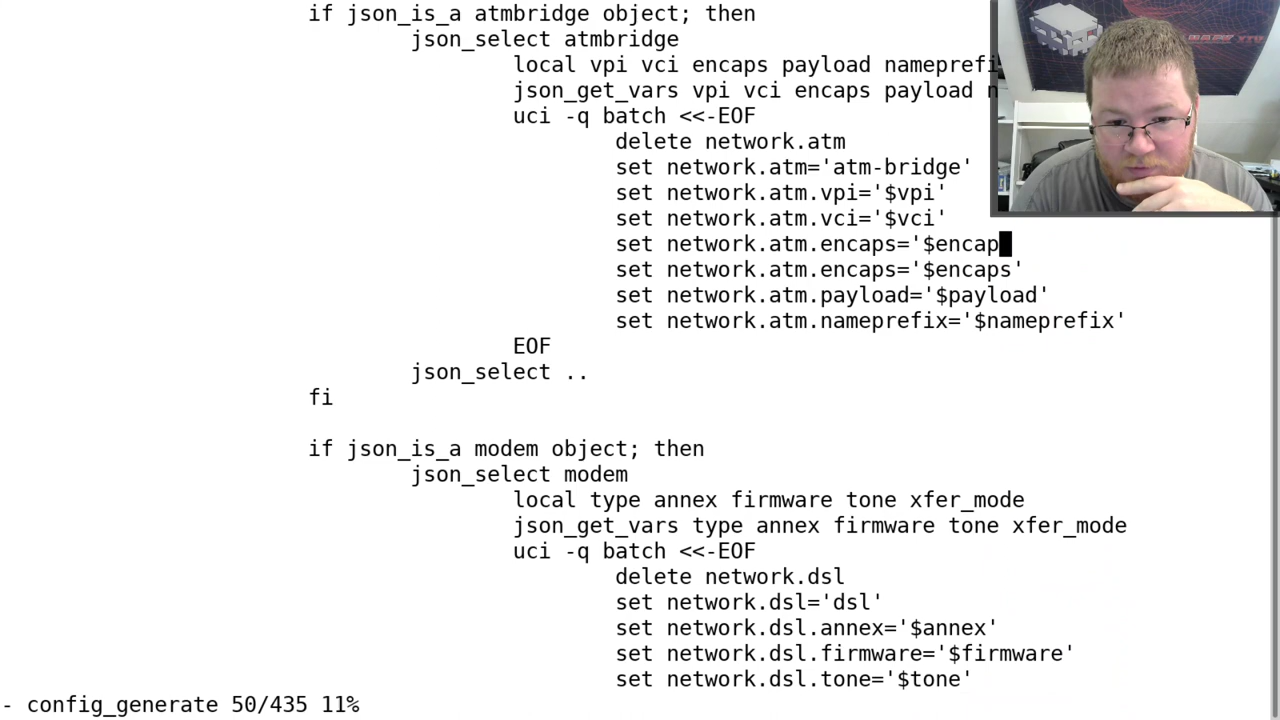 if json_is_a atmbridge object; then
json_select atmbridge
local vpi vci encaps payload nameprefi
json_get_vars vpi vci encaps payload n
uci -q batch <<-EOF
delete network.atm
set network.atm='atm-bridge'
set network.atm.vpi='$vpi'
set network.atm.vci='$vci'
set network.atm.encaps='$encap
set network.atm.encaps='$encaps'
set network.atm.payload='$payload'
set network.atm.nameprefix='$nameprefix'
EOF
json_select ..
fi
if json_is_a modem object; then
json_select modem
local type annex firmware tone xfer_mode
json_get_vars type annex firmware tone xfer_mode
uci -q batch <<-EOF
delete network.dsl
set network.dsl='dsl'
set network.dsl.annex='$annex'
set network.dsl.firmware='$firmware'
set network.dsl.tone='$tone'
- config_generate 50/435 11%